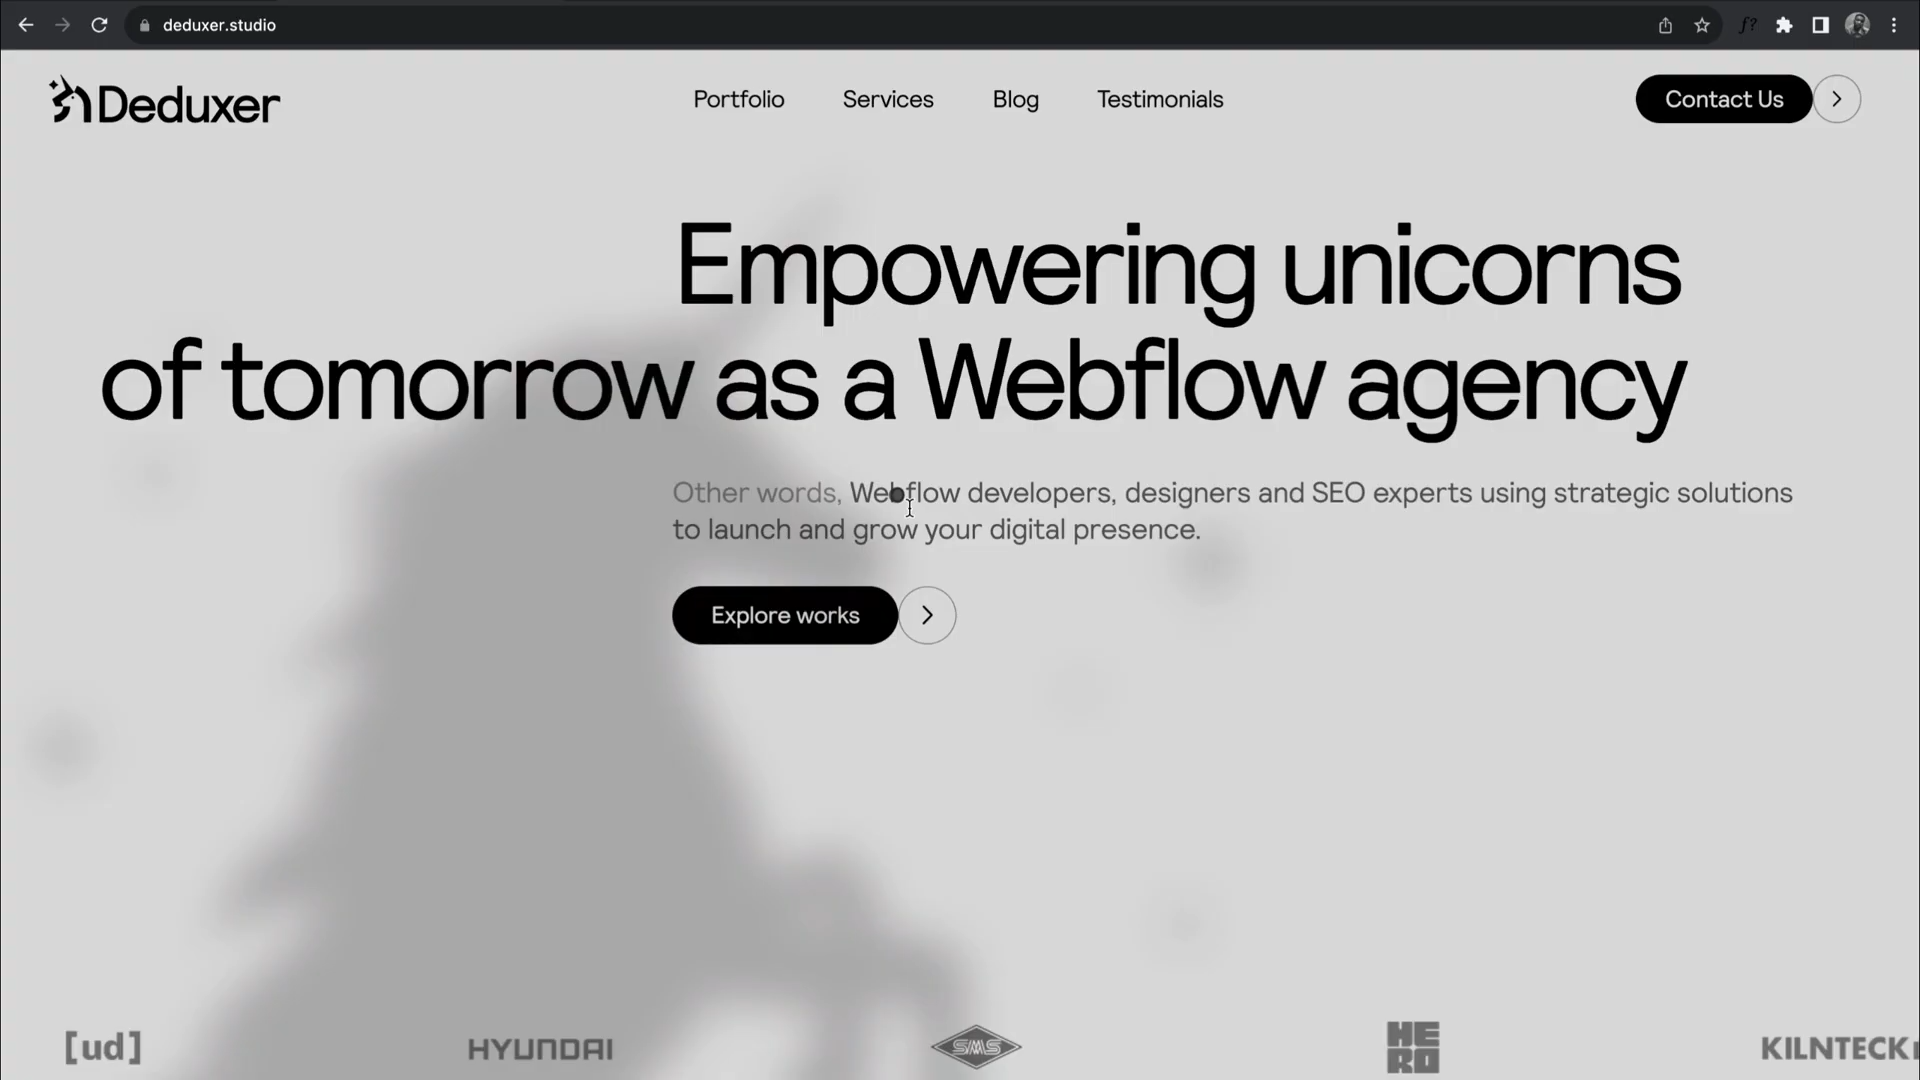 deduxer.studio
f?
Deduxer
Portfolio
Services
Blog
Testimonials
Contact Us
Empowering unicorns
of tomorrow as a Webflow agency
Other words, Webflow developers, designers and SEO experts using strategic solutions
to launch and grow your digital presence.
Explore works
[ud]
HYUNDAI
SMS
HE
RO
KILNTECK